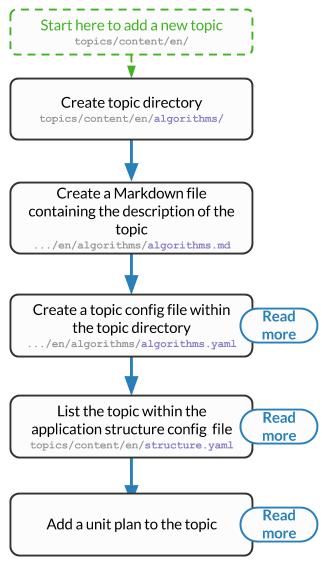 Start here to add a new topic
topics/content/en/
Create topic directory
topics/content/en/algorithms/
Create a Markdown file
containing the description of the
topic
.../en/algorithms/algorithms.md
Create a topic config file within
the topic directory
.../en/algorithms/algorithms.yaml
Read
more
List the topic within the
application structure config file
topics/content/en/structure.yaml
Read
more
Add a unit plan to the topic
Read
more